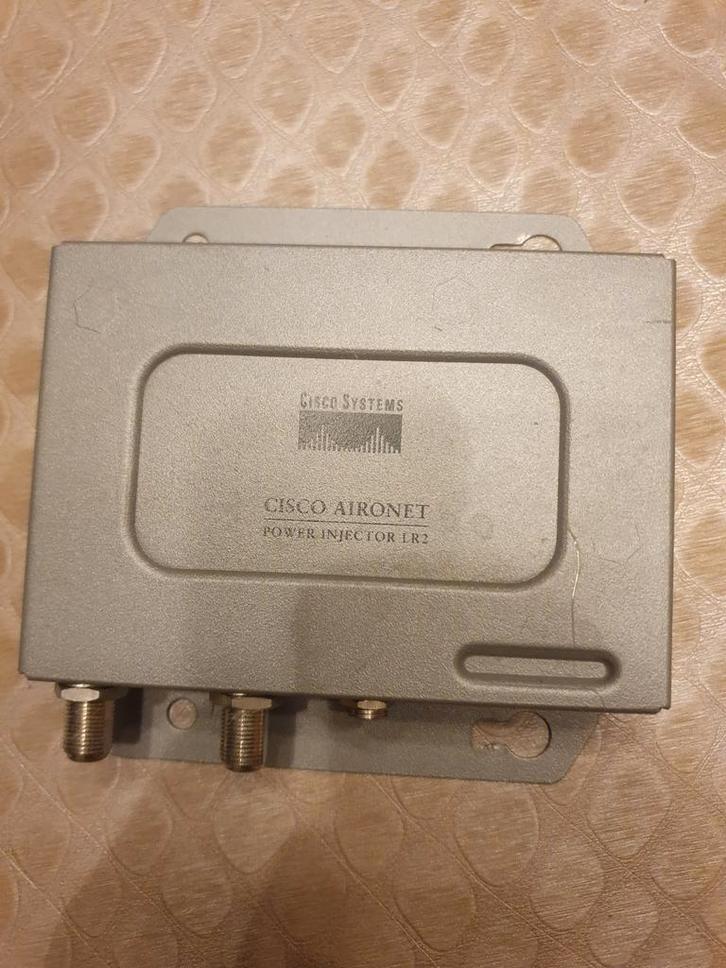 CISCO SYSTEMS
CISCO AIRONET
POWER INJECTOR LR2